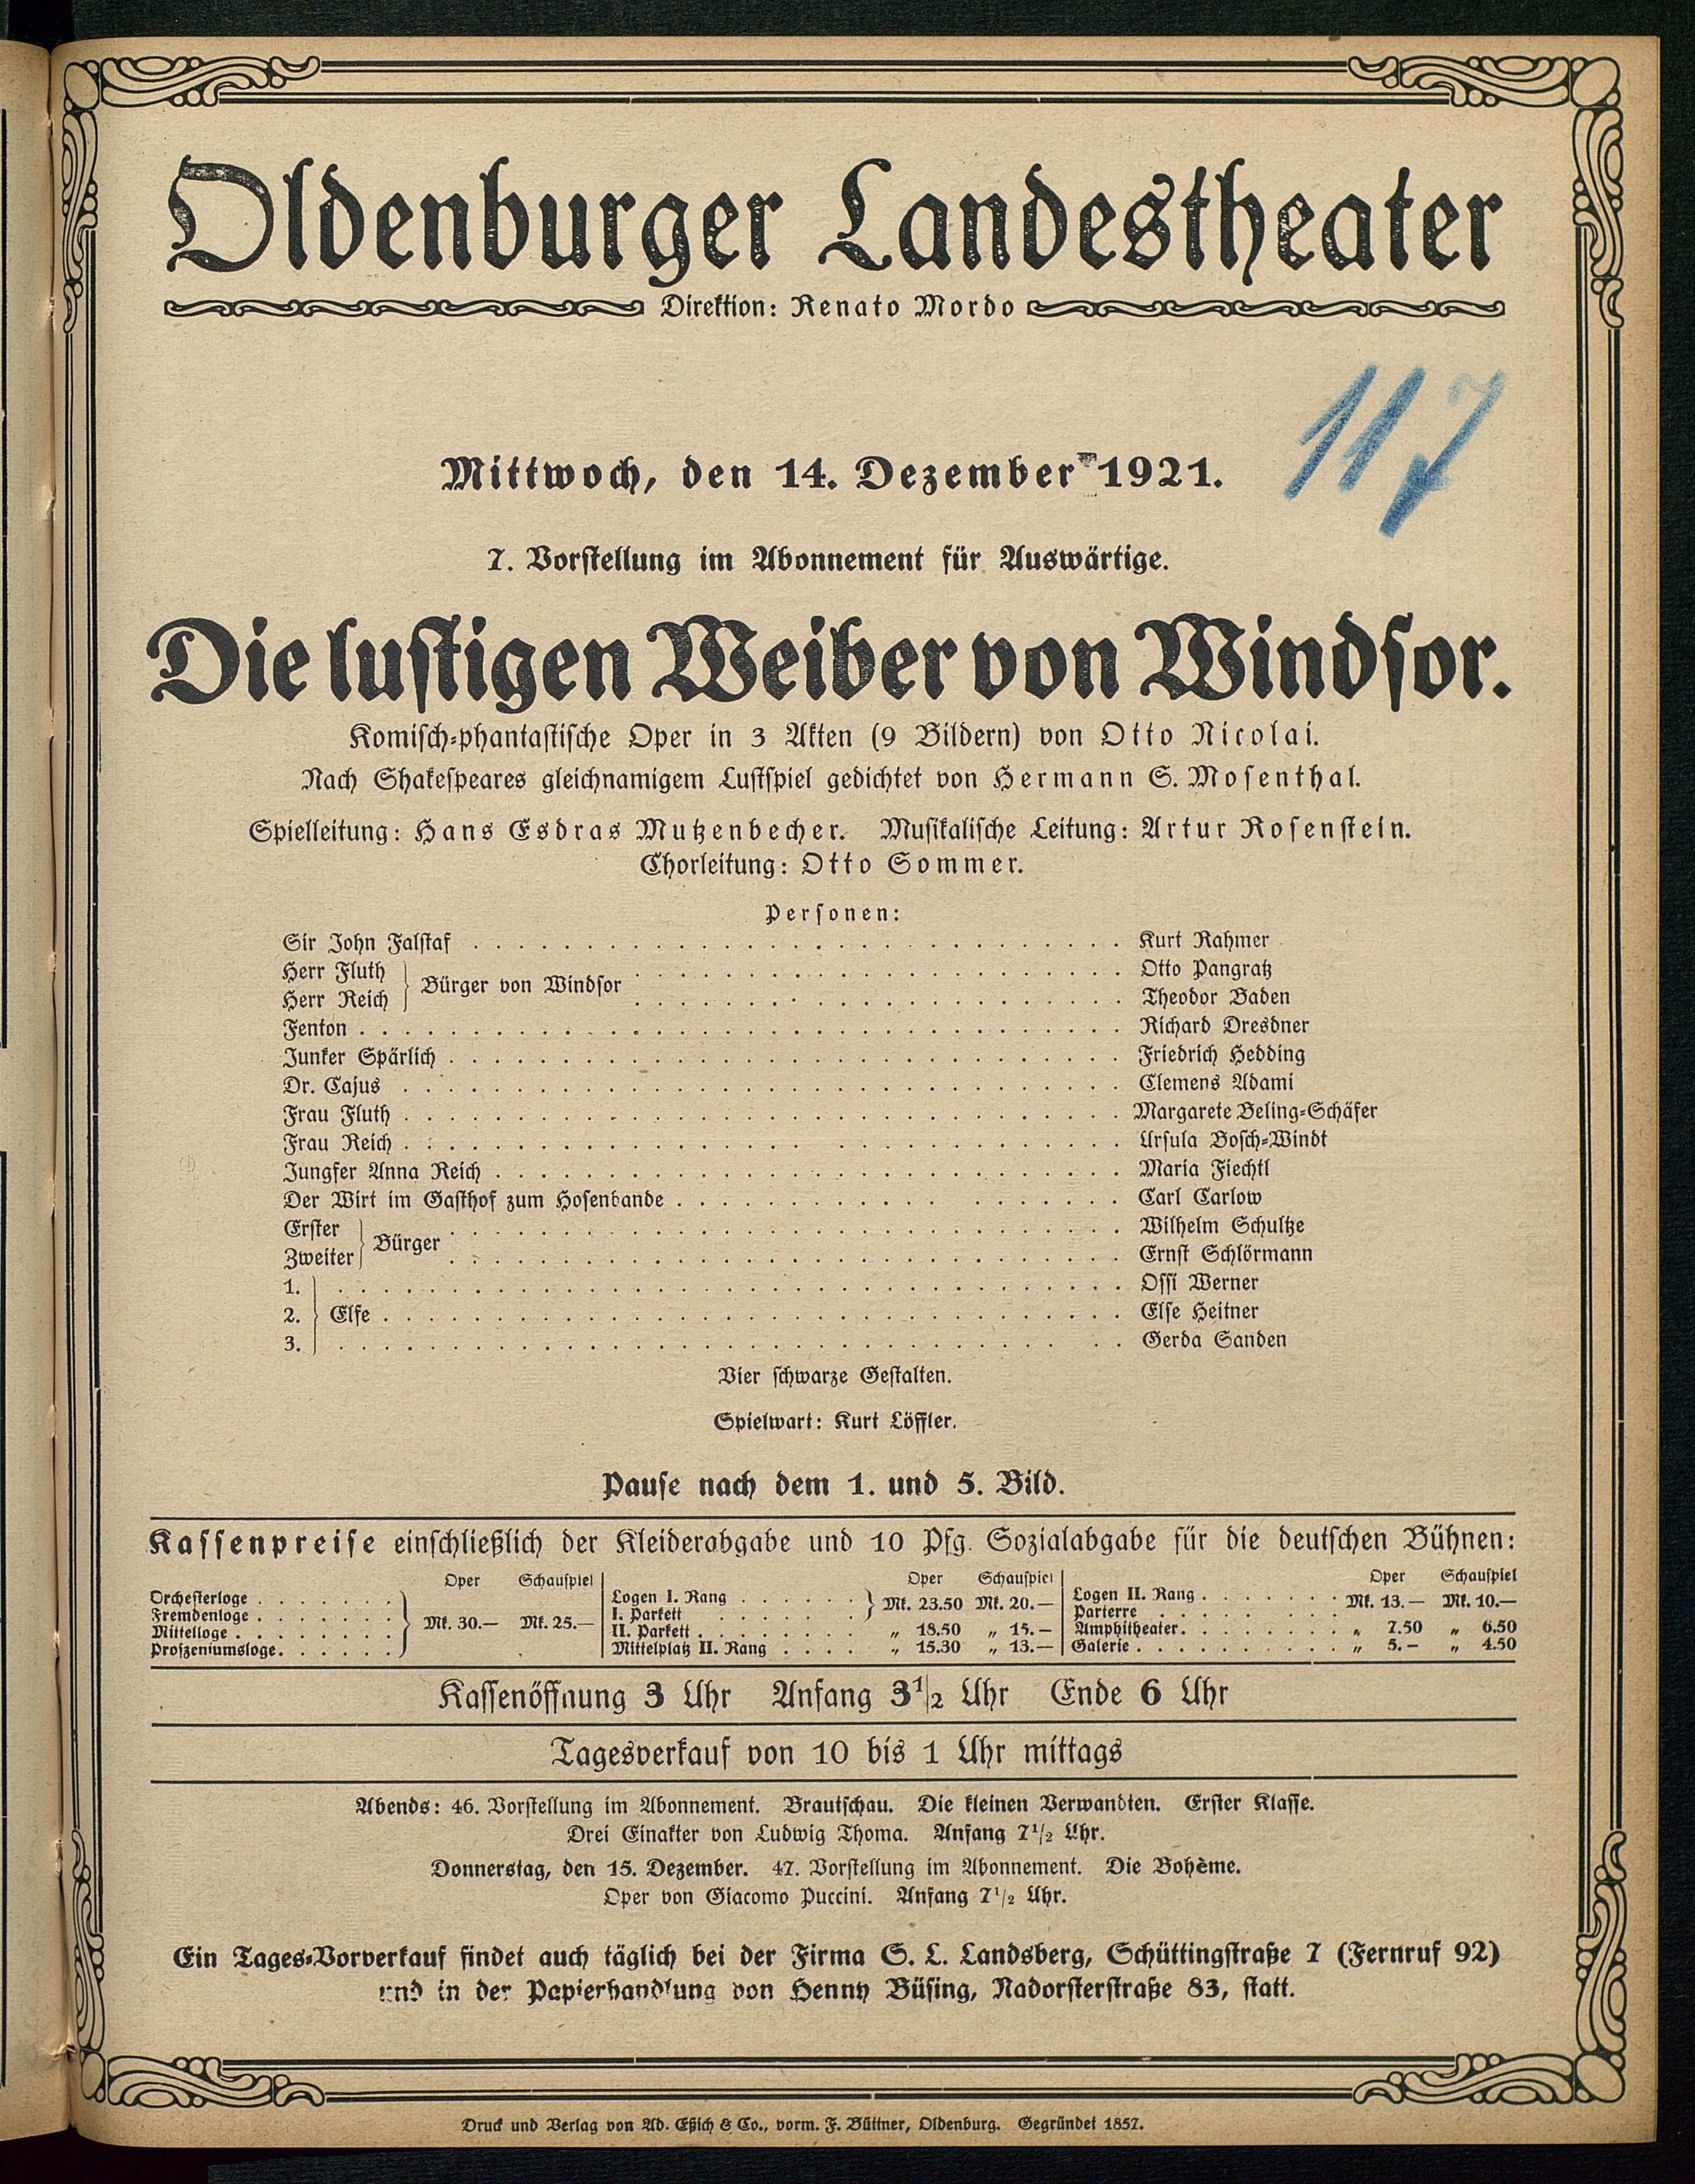 Oldenburger Landestheater
Direktion: Renato Mordo
117
Mittwoch, den 14. Dezember 1921.
7. Vorstellung im Abonnement für Auswärtige.
Die lustigen Weiber von Windsor.
Komisch-phantastische Oper in 3 Akten (9 Bildern) von Otto Nicolai.
Nach Shakespeares gleichnamigem Lustspiel gedichtet von Hermann S. Mosenthal.
Spielleitung: Hans Esdras Mutzenbecher. Musikalische Leitung: Artur Rosenstein.
Chorleitung: Otto Sommer.
Personen:
Sir John Falstaf . . . . . Kurt Rahmer
Herr Fluth } Bürger von Windsor . . . . . Otto Pangratz
Herr Reich } . . . . . Theodor Baden
Fenton . . . . . Richard Dresdner
Junker Spärlich . . . . . Friedrich Hedding
Dr. Cajus . . . . . Clemens Adami
Frau Fluth . . . . . Margarete Beling-Schäfer
Frau Reich . . . . . Ursula Bosch-Windt
Jungfer Anna Reich . . . . . Maria Fiechtl
Der Wirt im Gasthof zum Hosenbande . . . . . Carl Carlow
Erster } Bürger . . . . . Wilhelm Schultze
Zweiter } . . . . . Ernst Schlörmann
1. } . . . . . Ossi Werner
2. } Elfe . . . . . Else Heitner
3. } . . . . . Gerda Sanden
Vier schwarze Gestalten.
Spielwart: Kurt Löffler.
Pause nach dem 1. und 5. Bild.
Kassenpreise einschließlich der Kleiderabgabe und 10 Pfg. Sozialabgabe für die deutschen Bühnen:
Oper Schauspiel
Orchesterloge . . . . .
Fremdenloge . . . . .
Mittelloge . . . . .
Proszeniumsloge . . . . .
} Mk. 30.— Mk. 25.—
Oper Schauspiel
Logen I. Rang . . . . .
I. Parkett . . . . .
} Mk. 23.50 Mk. 20.—
II. Parkett . . . . . „ 18.50 „ 15.—
Mittelplatz II. Rang . . . . „ 15.30 „ 13.—
Oper Schauspiel
Logen II. Rang . . . . .
Parterre . . . . .
Mk. 13.— Mk. 10.—
Amphitheater . . . . . „ 7.50 „ 6.50
Galerie . . . . . „ 5.— „ 4.50
Kassenöffnung 3 Uhr Anfang 3½ Uhr Ende 6 Uhr
Tagesverkauf von 10 bis 1 Uhr mittags
Abends: 46. Vorstellung im Abonnement. Brautschau. Die kleinen Verwandten. Erster Klasse.
Drei Einakter von Ludwig Thoma. Anfang 7½ Uhr.
Donnerstag, den 15. Dezember. 47. Vorstellung im Abonnement. Die Bohème.
Oper von Giacomo Puccini. Anfang 7½ Uhr.
Ein Tages-Vorverkauf findet auch täglich bei der Firma S. L. Landsberg, Schüttingstraße 7 (Fernruf 92)
und in der Papierhandlung von Henny Büsing, Nadorsterstraße 83, statt.
Druck und Verlag von Ad. Eßich & Co., vorm. F. Büttner, Oldenburg. Gegründet 1857.